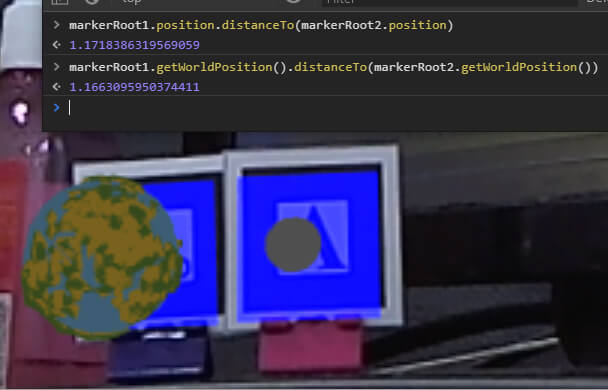 top
Filter
markerRoot1.position.distanceTo(markerRoot2.position)
1.1718386319569059
markerRoot1.getWorldPosition().distanceTo(markerRoot2.getWorldPosition())
1.1663095950374411
A